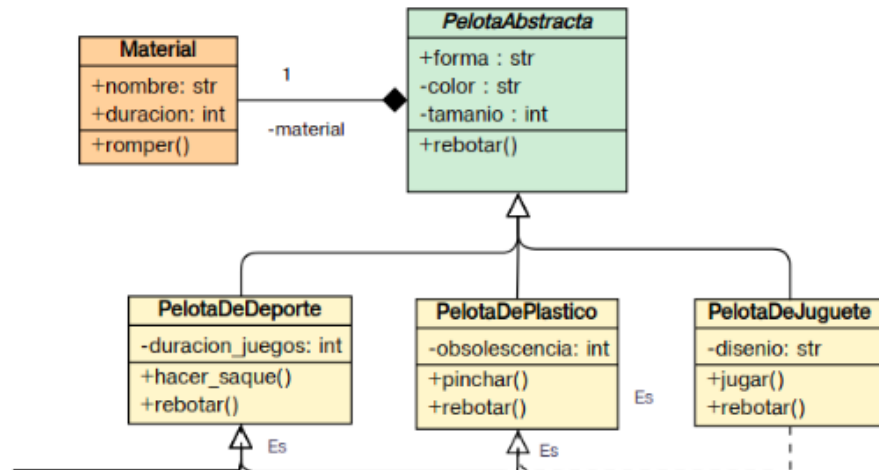 PelotaAbstracta
+forma : str
-color : str
-tamanio : int
+rebotar()
Material
+nombre: str
+duracion: int
+romper()
1
-material
PelotaDeDeporte
-duracion_juegos: int
+hacer_saque()
+rebotar()
PelotaDePlastico
-obsolescencia: int
+pinchar()
+rebotar()
PelotaDeJuguete
-disenio: str
+jugar()
+rebotar()
Es
Es
Es